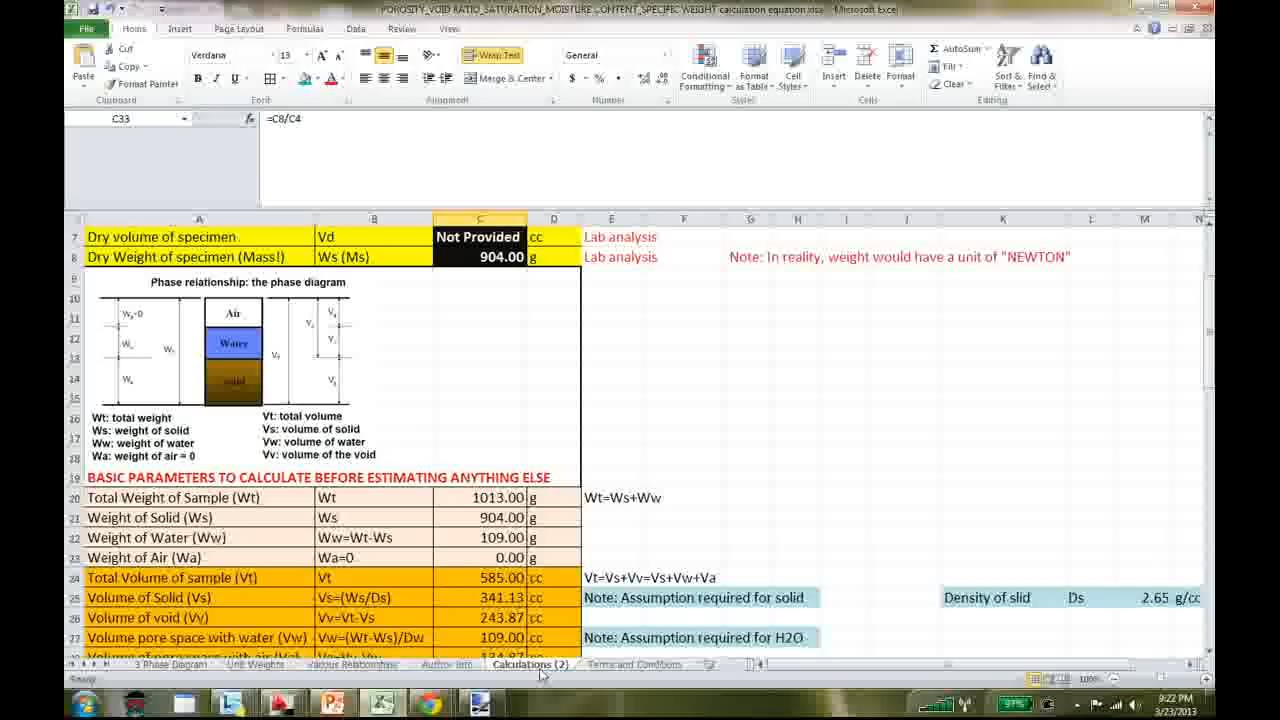 POROSITY_VOID RATIO_SATURATION_MOISTURE CONTENT_SPECIFIC WEIGHT calculation equation.xlsx - Microsoft Excel
File Home Insert Page Layout Formulas Data Review View
Cut Verdana 13 Wrap Text General AutoSum
Copy Fill
Paste Format Painter B I U Merge & Center $ % , Conditional Formatting Format as Table Cell Styles Insert Delete Format Clear Sort & Filter Find & Select
Clipboard Font Alignment Number Styles Cells Editing
C33 fx =C8/C4
A B C D E F G H I J K L M N
7 Dry volume of specimen Vd Not Provided cc Lab analysis
8 Dry Weight of specimen (Mass!) Ws (Ms) 904.00 g Lab analysis Note: In reality, weight would have a unit of "NEWTON"
9 Phase relationship: the phase diagram
10
11 Air
12
13 Water
14 Solid
15
16 Wt: total weight Vt: total volume
Ws: weight of solid Vs: volume of solid
17 Ww: weight of water Vw: volume of water
18 Wa: weight of air = 0 Vv: volume of the void
19 BASIC PARAMETERS TO CALCULATE BEFORE ESTIMATING ANYTHING ELSE
20 Total Weight of Sample (Wt) Wt 1013.00 g Wt=Ws+Ww
21 Weight of Solid (Ws) Ws 904.00 g
22 Weight of Water (Ww) Ww=Wt-Ws 109.00 g
23 Weight of Air (Wa) Wa=0 0.00 g
24 Total Volume of sample (Vt) Vt 585.00 cc Vt=Vs+Vv=Vs+Vw+Va
25 Volume of Solid (Vs) Vs=(Ws/Ds) 341.13 cc Note: Assumption required for solid Density of slid Ds 2.65 g/cc
26 Volume of void (Vv) Vv=Vt-Vs 243.87 cc
27 Volume pore space with water (Vw) Vw=(Wt-Ws)/Dw 109.00 cc Note: Assumption required for H2O
3 Phase Diagram Unit Weights Various Relationships Author Info Calculations (2) Terms and Conditions
Ready 100%
97% 9:22 PM
3/23/2013